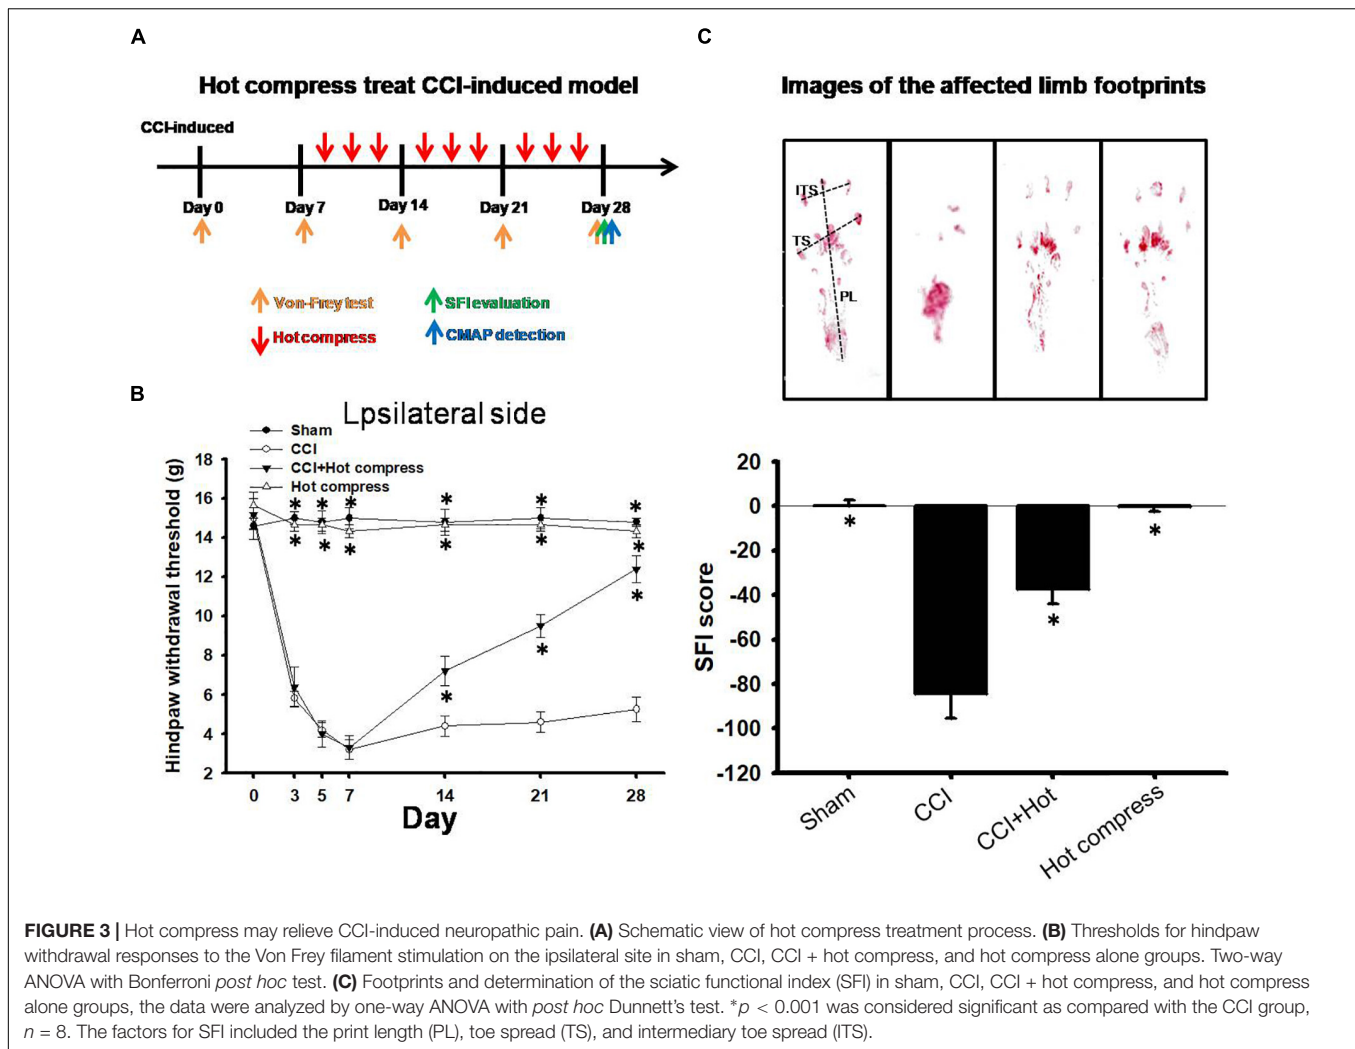 A
Hot compress treat CCI-induced model
CCI-induced
Day 0
Day 7
Day 14
Day 21
Day 28
Von-Frey test
SFI evaluation
Hot compress
CMAP detection
B
Lpsilateral side
Sham
CCI
CCI+Hot compress
Hot compress
Hindpaw withdrawal threshold (g)
18
16
14
12
10
8
6
4
2
* * * * * *
* * * * * *
* * *
0 3 5 7 14 21 28
Day
C
Images of the affected limb footprints
ITS
TS
PL
SFI score
20
0
-20
-40
-60
-80
-100
-120
* * *
Sham
CCI
CCI+Hot
Hot compress
FIGURE 3 | Hot compress may relieve CCI-induced neuropathic pain. (A) Schematic view of hot compress treatment process. (B) Thresholds for hindpaw
withdrawal responses to the Von Frey filament stimulation on the ipsilateral site in sham, CCI, CCI + hot compress, and hot compress alone groups. Two-way
ANOVA with Bonferroni post hoc test. (C) Footprints and determination of the sciatic functional index (SFI) in sham, CCI, CCI + hot compress, and hot compress
alone groups, the data were analyzed by one-way ANOVA with post hoc Dunnett's test. *p < 0.001 was considered significant as compared with the CCI group,
n = 8. The factors for SFI included the print length (PL), toe spread (TS), and intermediary toe spread (ITS).